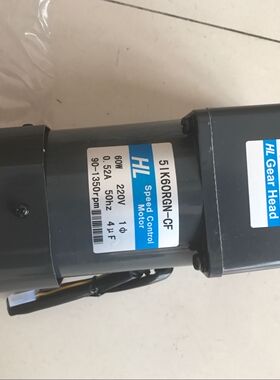 HL
5IK60RGN-CF
Speed Control
Motor
60W 220V 1Φ
0.52A 50hz 4μF
90-1350rpm
HL Gear Head